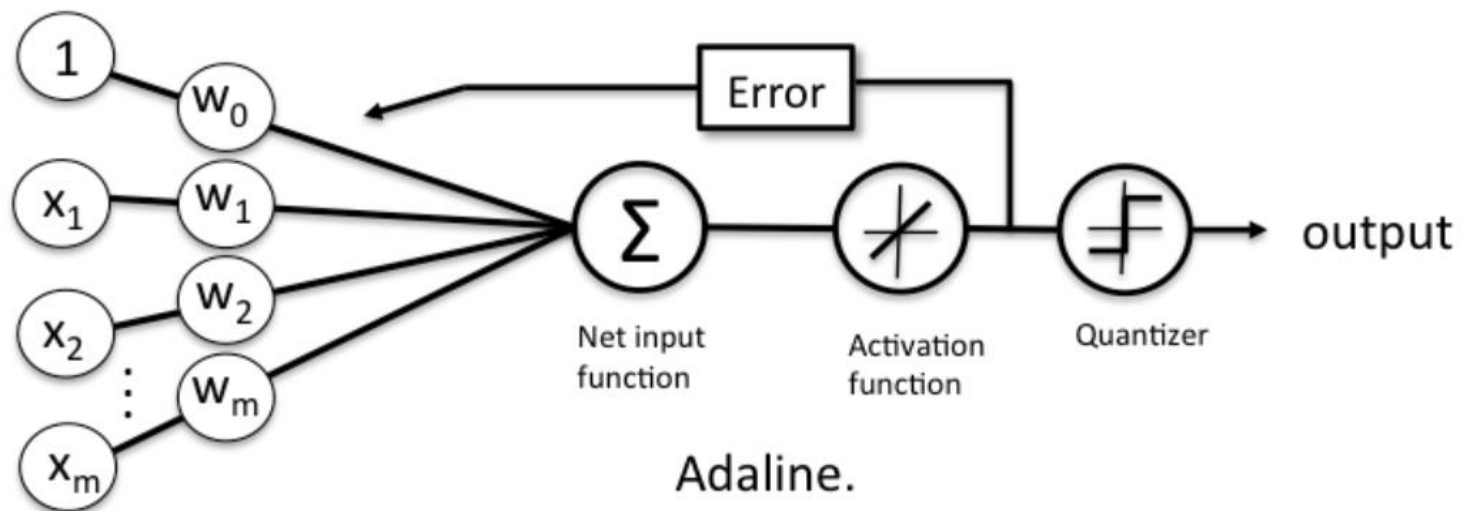 1
w₀
Error
x₁
w₁
Σ
output
x₂
w₂
Net input
function
Activation
function
Quantizer
⋮
wₘ
xₘ
Adaline.